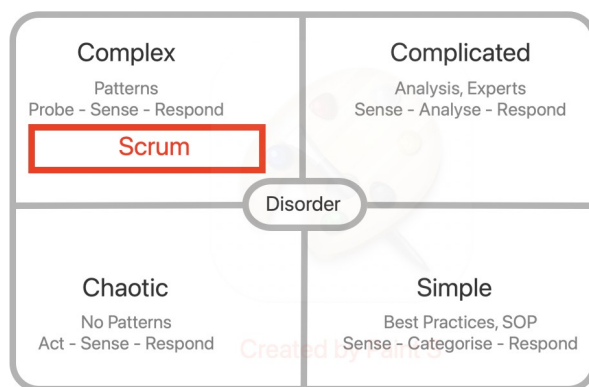 Complex
Patterns
Probe - Sense - Respond
Scrum
Complicated
Analysis, Experts
Sense - Analyse - Respond
Disorder
Chaotic
No Patterns
Act - Sense - Respond
Simple
Best Practices, SOP
Sense - Categorise - Respond
Created by Paint S